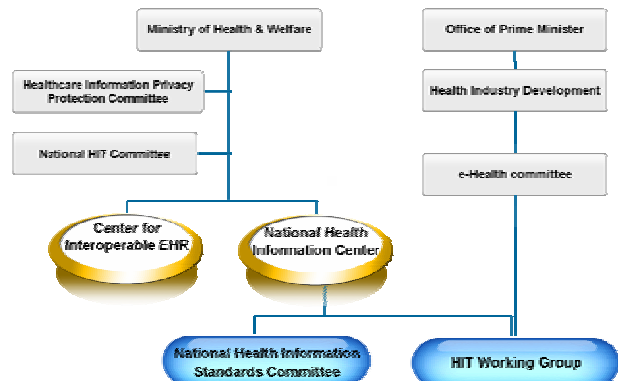 Ministry of Health & Welfare
Office of Prime Minister
Healthcare Information Privacy
Protection Committee
Health Industry Development
National HIT Committee
e-Health committee
Center for
Interoperable EHR
National Health
Information Center
National Health Information
Standards Committee
HIT Working Group